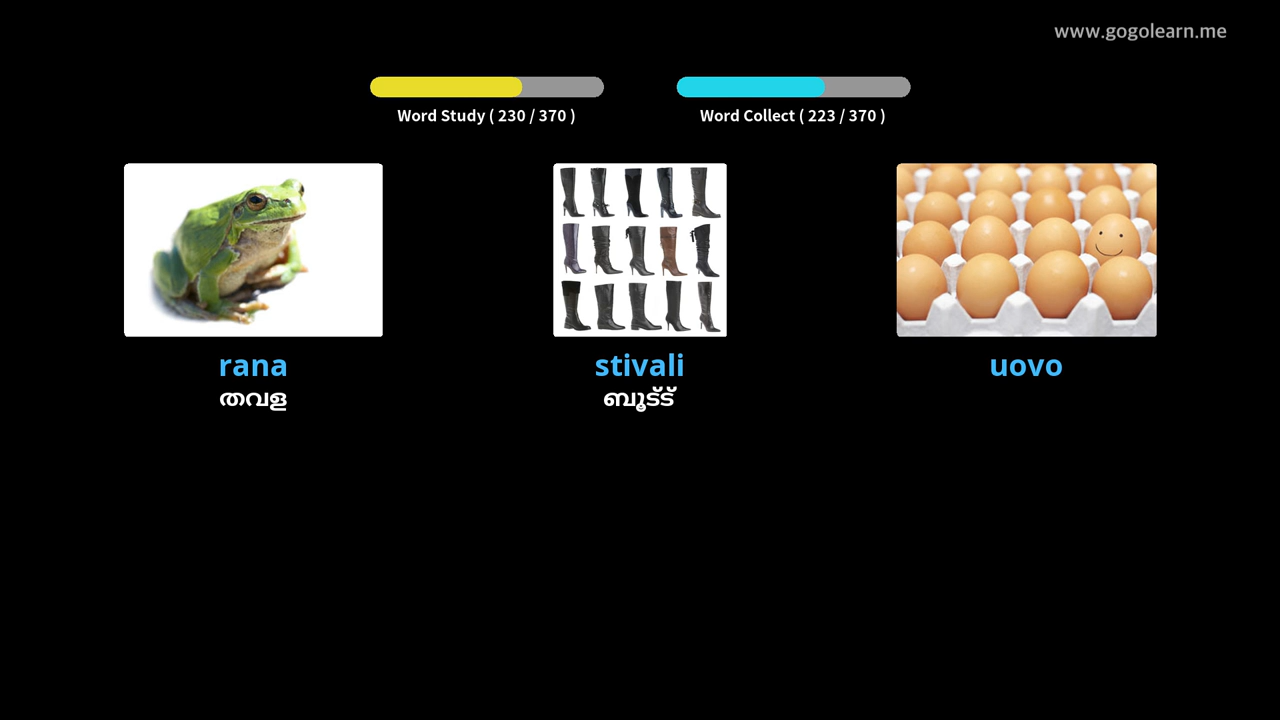 www.gogolearn.me
Word Study ( 230 / 370 )
Word Collect ( 223 / 370 )
rana
stivali
uovo
തവള
ബൂട്ട്